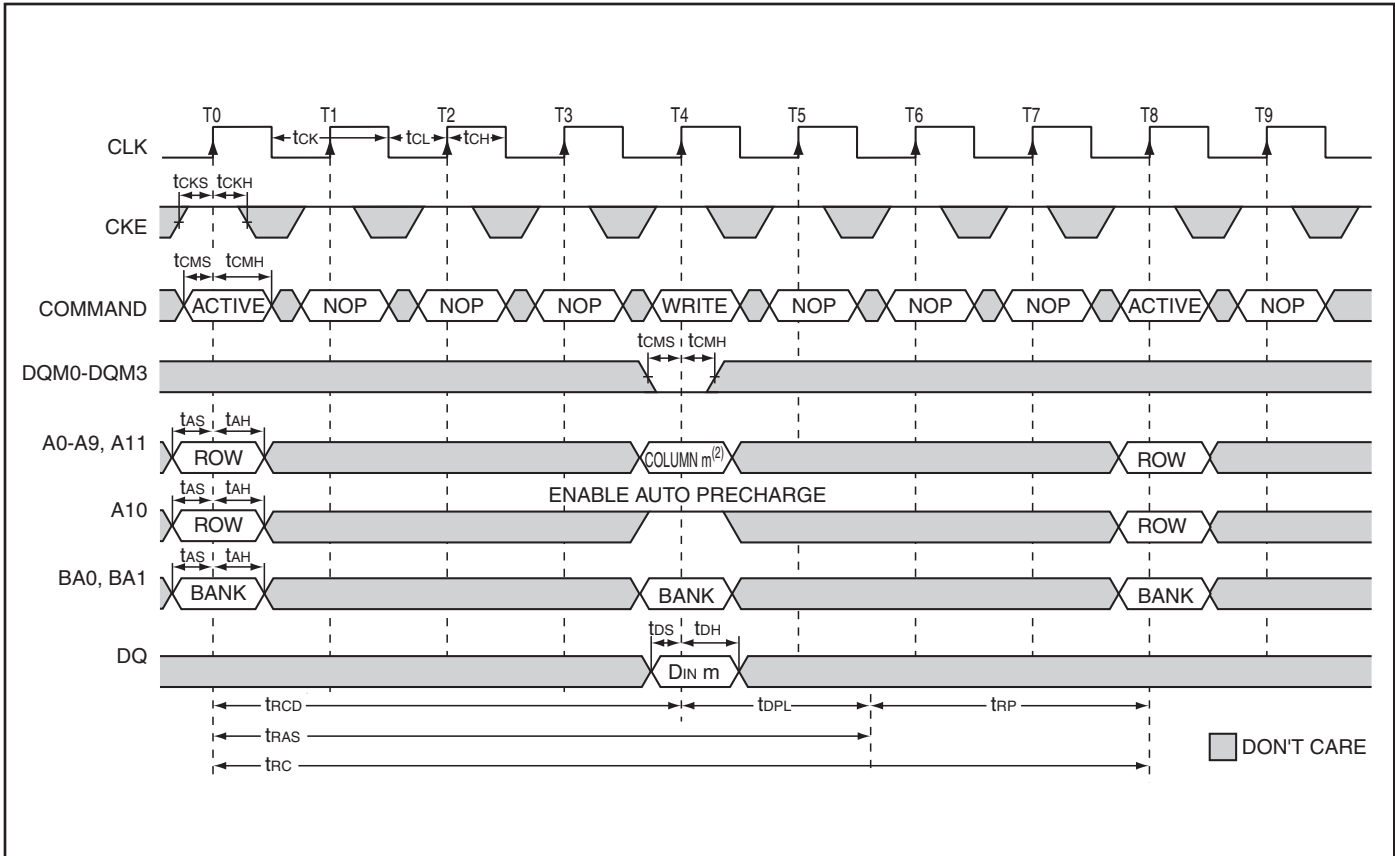 T0 T1 T2 T3 T4 T5 T6 T7 T8 T9
CLK tCK tCL tCH
tCKS tCKH
CKE
tCMS tCMH
COMMAND ACTIVE NOP NOP NOP WRITE NOP NOP NOP ACTIVE NOP
tCMS tCMH
DQM0-DQM3
tAS tAH
A0-A9, A11 ROW COLUMN m(2) ROW
tAS tAH ENABLE AUTO PRECHARGE
A10 ROW ROW
tAS tAH
BA0, BA1 BANK BANK BANK
tDS tDH
DQ DIN m
tRCD tDPL tRP
tRAS
tRC
DON'T CARE